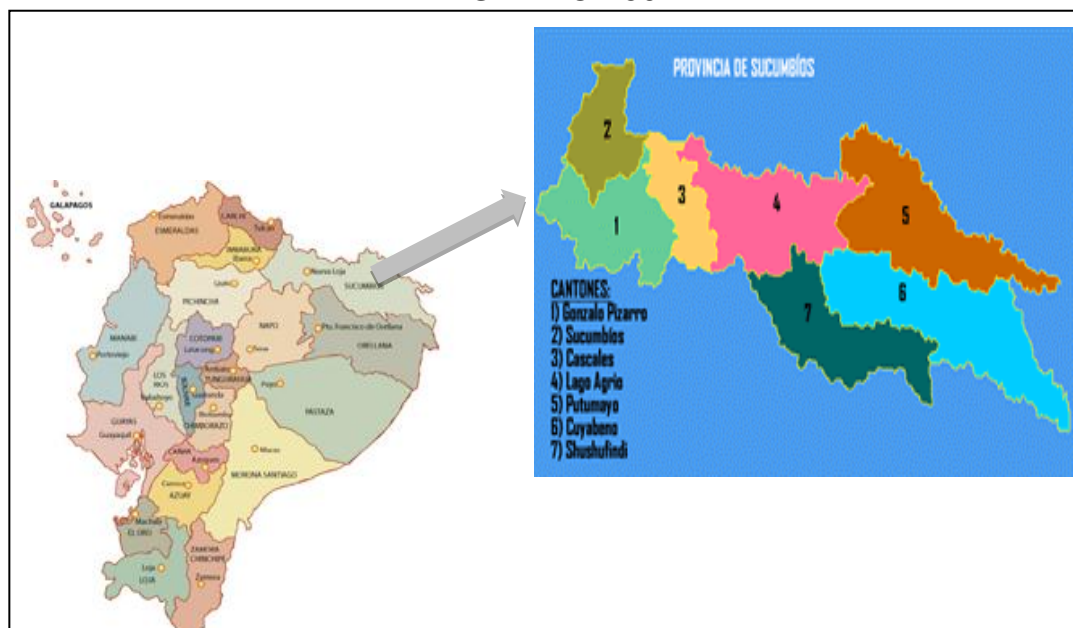 GALAPAGOS
Esmeraldas
ESMERALDAS
CARCHI
Tulcan
IMBABURA
Ibarra
Nueva Loja
SUCUMBIOS
Quito
PICHINCHA
NAPO
Pto. Francisco de Orellana
ORELLANA
MANABI
Portoviejo
COTOPAXI
Latacunga
Tena
Ambato
TUNGURAHUA
LOS
RIOS
Babahoyo
Guaranda
Riobamba
CHIMBORAZO
Puyo
PASTAZA
GUAYAS
Guayaquil
Macas
CAÑAR
Azogues
MORONA SANTIAGO
Cuenca
AZUAY
Machala
EL ORO
ZAMORA
CHINCHIPE
Loja
LOJA
Zamora
PROVINCIA DE SUCUMBÍOS
2
1
3
4
5
6
7
CANTONES:
1) Gonzalo Pizarro
2) Sucumbíos
3) Cascales
4) Lago Agrio
5) Putumayo
6) Cuyabeno
7) Shushufindi